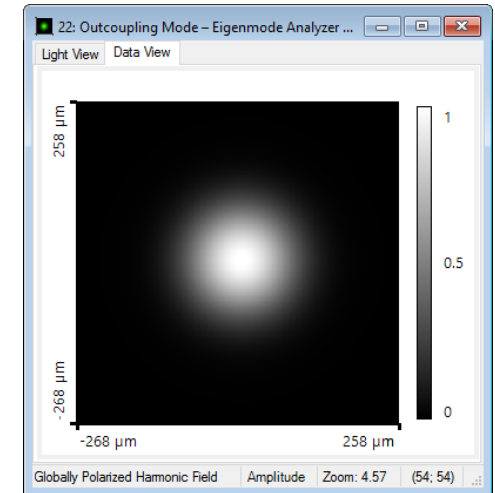 22: Outcoupling Mode – Eigenmode Analyzer ...
Light View Data View
258 µm
1
0.5
-268 µm
0
-268 µm 258 µm
Globally Polarized Harmonic Field Amplitude Zoom: 4.57 (54; 54)